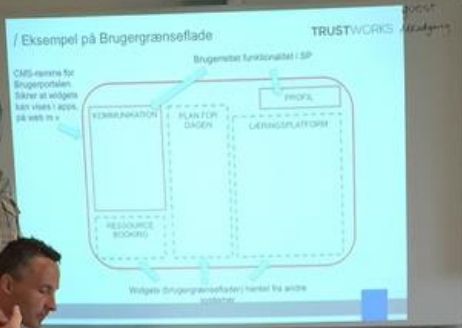 / Eksempel på Brugergrænseflade
TRUSTWORKS
Brugerrettet funktionalitet i SP
CMS-ramme for
Brugerportalen.
Sikrer at widgets
kan vises i apps,
på web m.v
PROFIL
KOMMUNIKATION
PLAN FOR
DAGEN
LÆRINGSPLATFORM
RESSOURCE
BOOKING
Widgets (brugergrænseflader) hentet fra andre
systemer